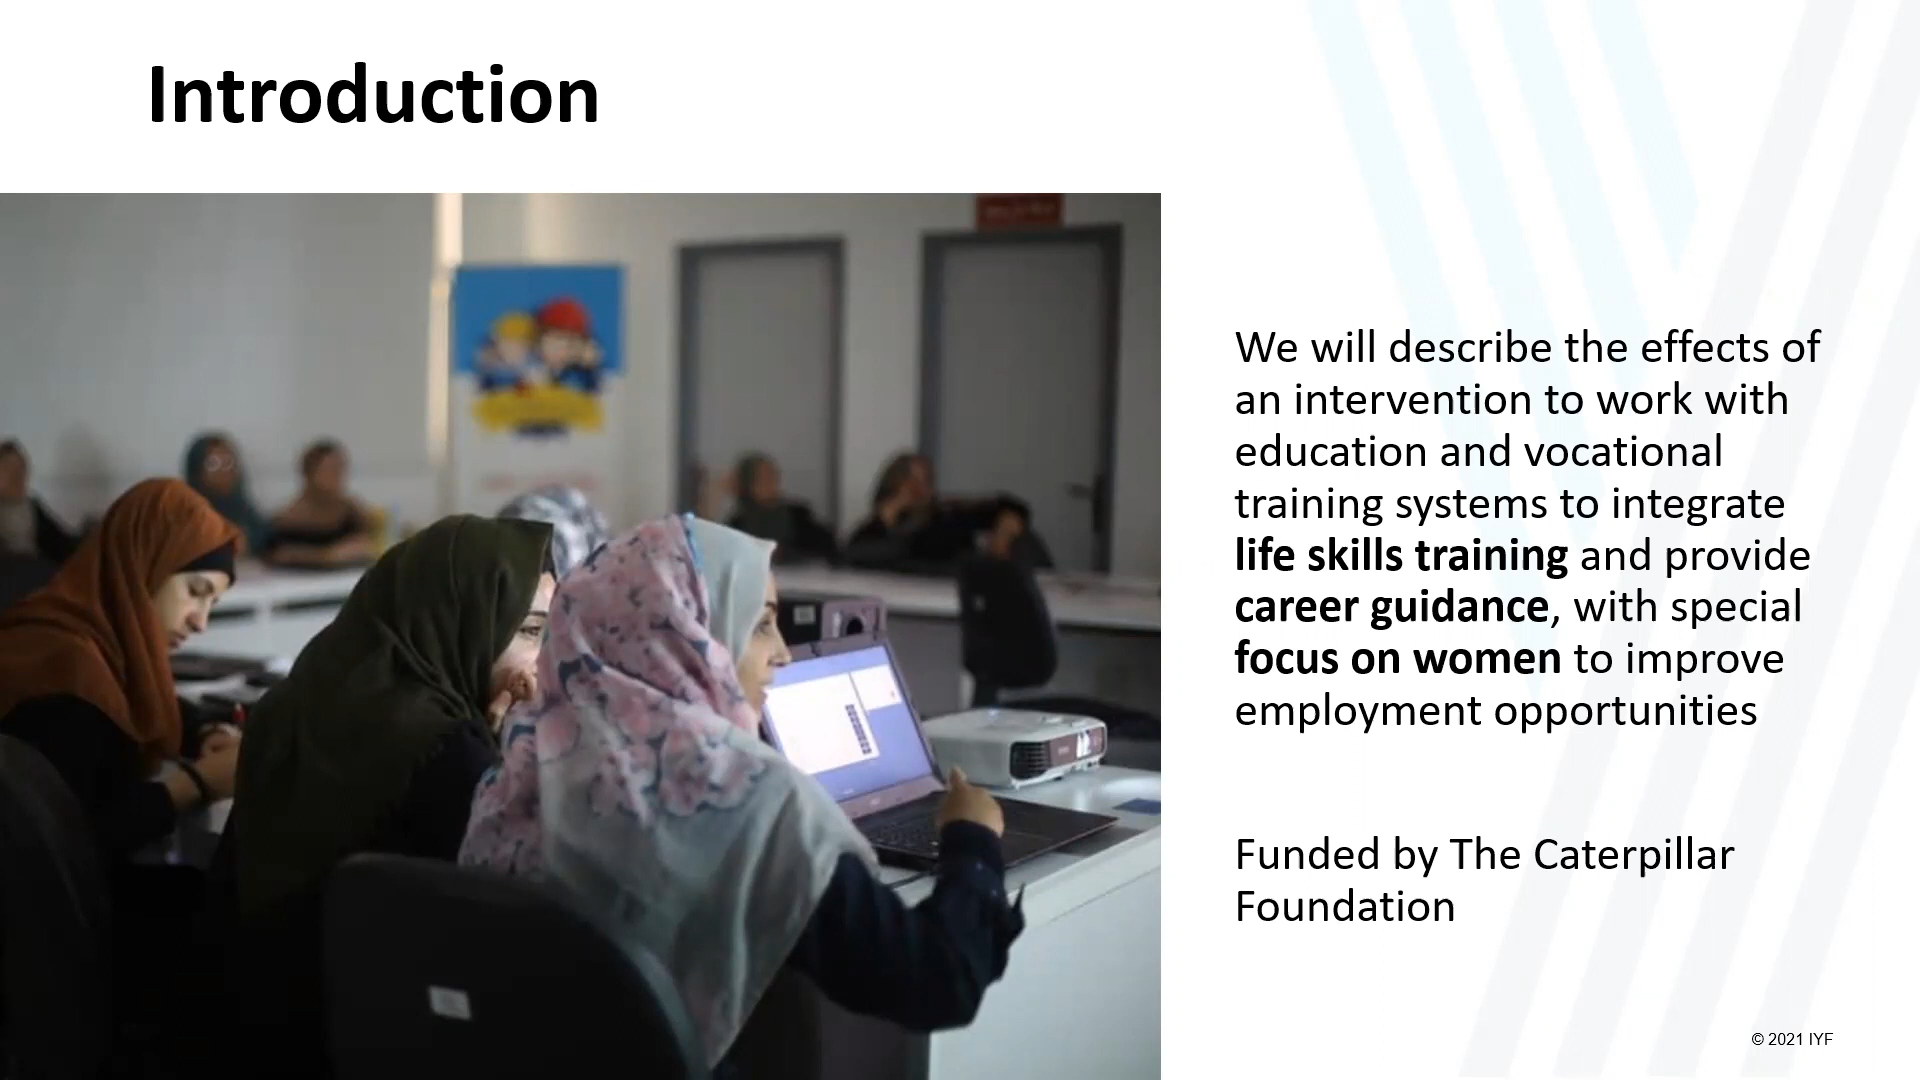 Introduction
We will describe the effects of
an intervention to work with
education and vocational
training systems to integrate
life skills training and provide
career guidance, with special
focus on women to improve
employment opportunities
Funded by The Caterpillar
Foundation
© 2021 IYF